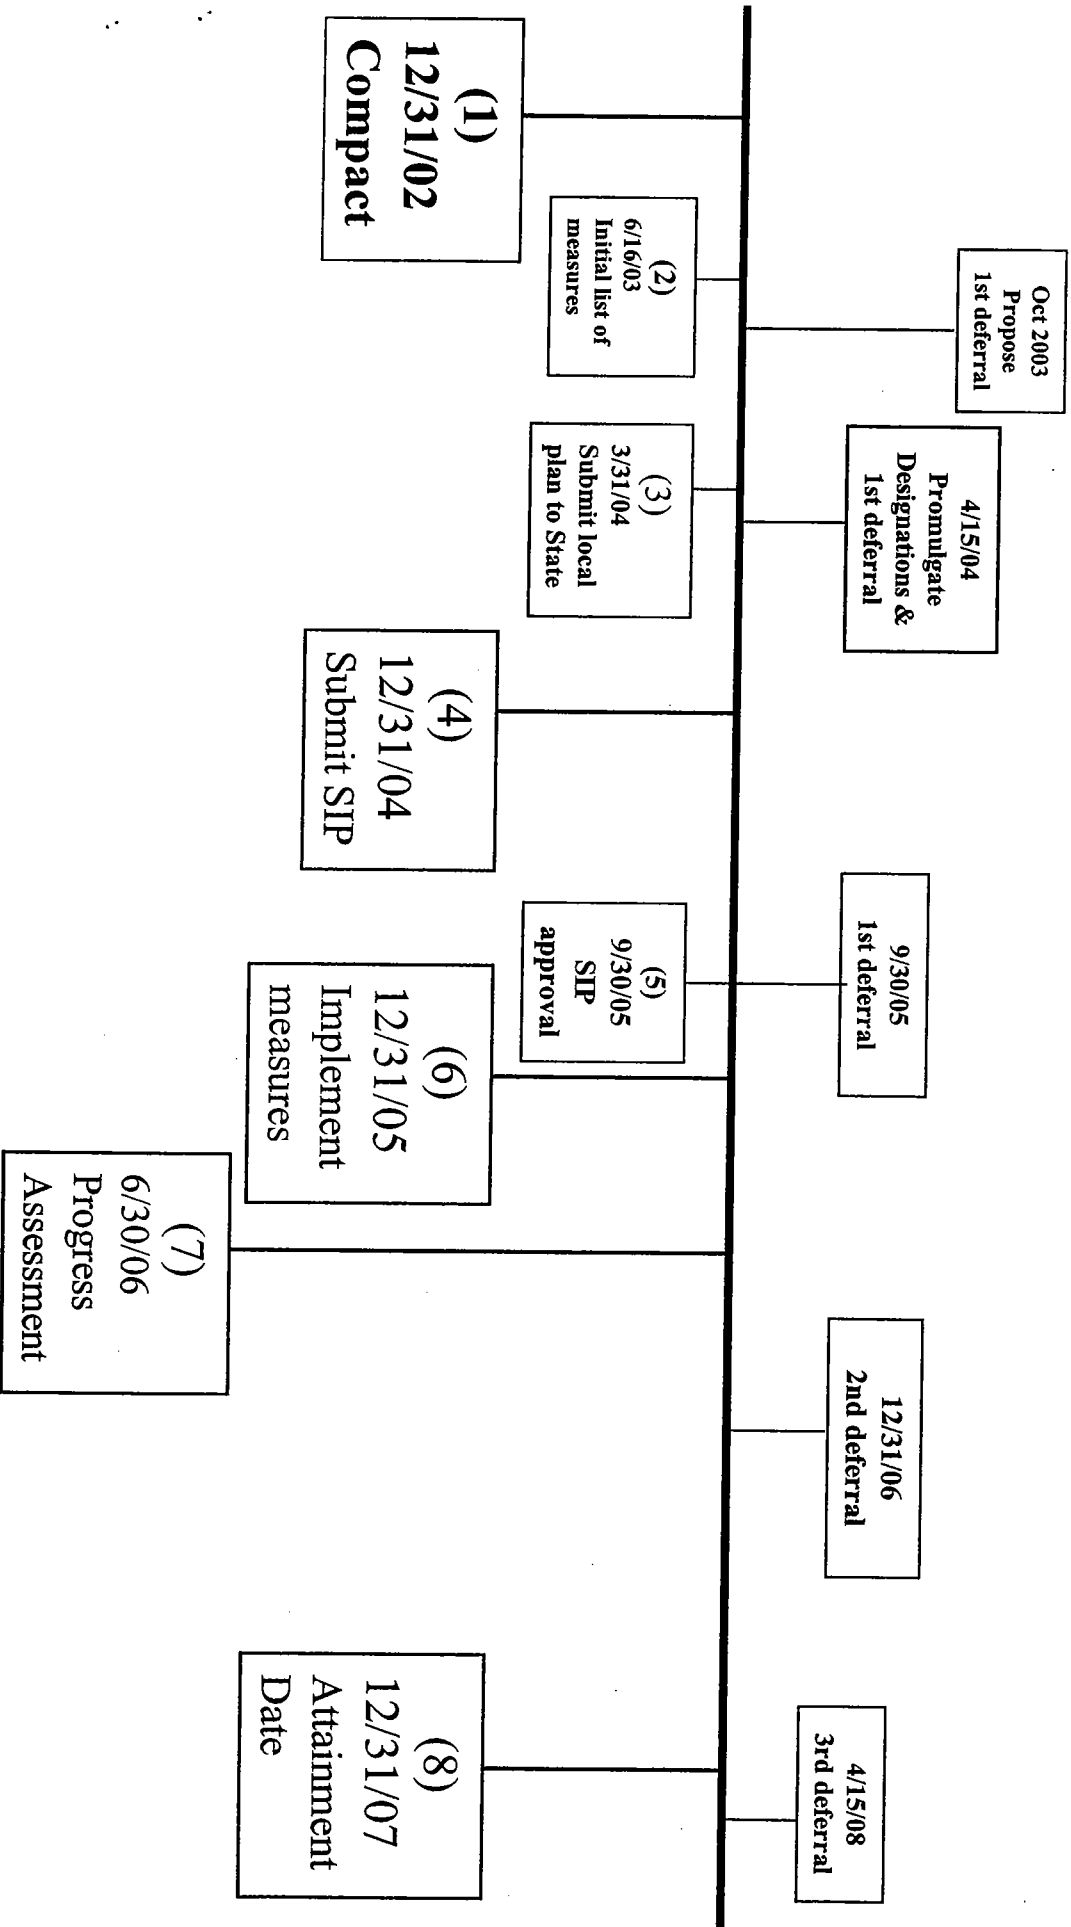 Oct 2003
Propose
1st deferral
4/15/04
Promulgate
Designations &
1st deferral
9/30/05
1st deferral
12/31/06
2nd deferral
4/15/08
3rd deferral
(1)
12/31/02
Compact
(2)
6/16/03
Initial list of
measures
(3)
3/31/04
Submit local
plan to State
(4)
12/31/04
Submit SIP
(5)
9/30/05
SIP
approval
(6)
12/31/05
Implement
measures
(7)
6/30/06
Progress
Assessment
(8)
12/31/07
Attainment
Date